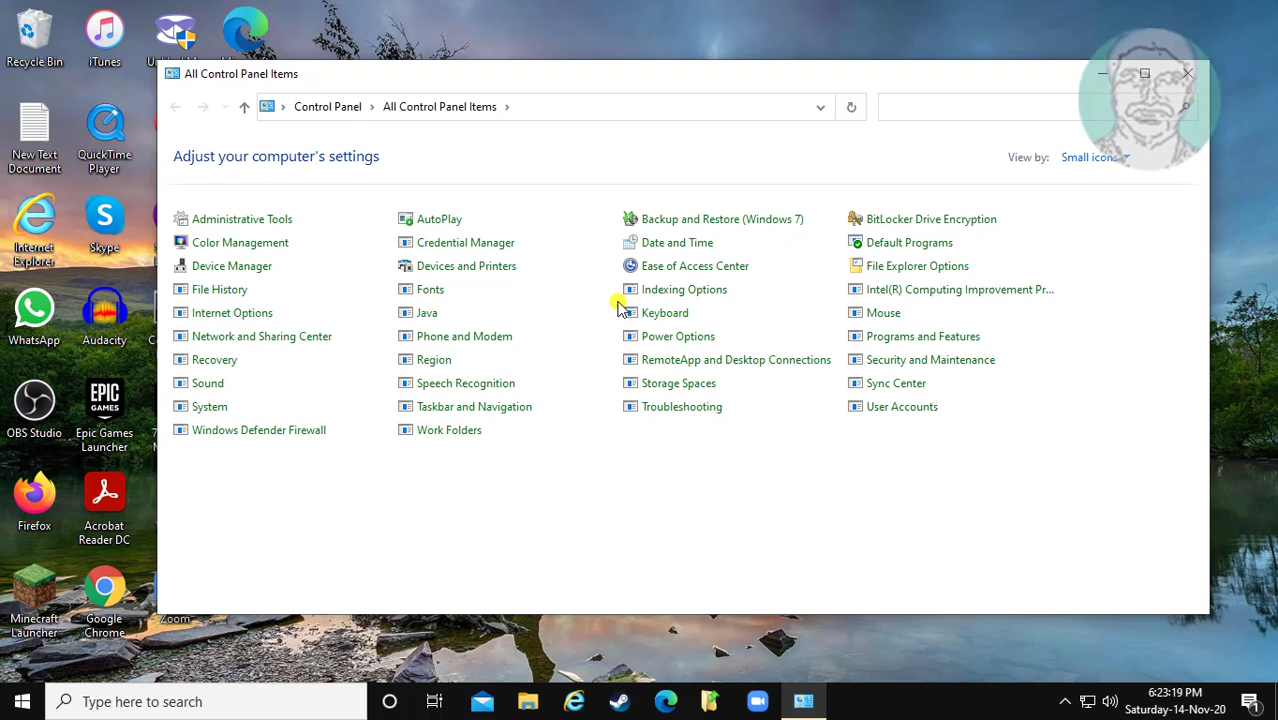 Recycle Bin
iTunes
All Control Panel Items
Control Panel
All Control Panel Items
Adjust your computer's settings
View by:
Small icons
Administrative Tools
AutoPlay
Backup and Restore (Windows 7)
BitLocker Drive Encryption
Color Management
Credential Manager
Date and Time
Default Programs
Device Manager
Devices and Printers
Ease of Access Center
File Explorer Options
File History
Fonts
Indexing Options
Intel(R) Computing Improvement Pr...
Internet Options
Java
Keyboard
Mouse
Network and Sharing Center
Phone and Modem
Power Options
Programs and Features
Recovery
Region
RemoteApp and Desktop Connections
Security and Maintenance
Sound
Speech Recognition
Storage Spaces
Sync Center
System
Taskbar and Navigation
Troubleshooting
User Accounts
Windows Defender Firewall
Work Folders
New Text
Document
QuickTime
Player
Internet
Explorer
Skype
WhatsApp
Audacity
OBS Studio
EPIC
GAMES
Epic Games
Launcher
Firefox
Acrobat
Reader DC
Minecraft
Launcher
Google
Chrome
Zoom
Type here to search
6:23:19 PM
Saturday-14-Nov-20
1